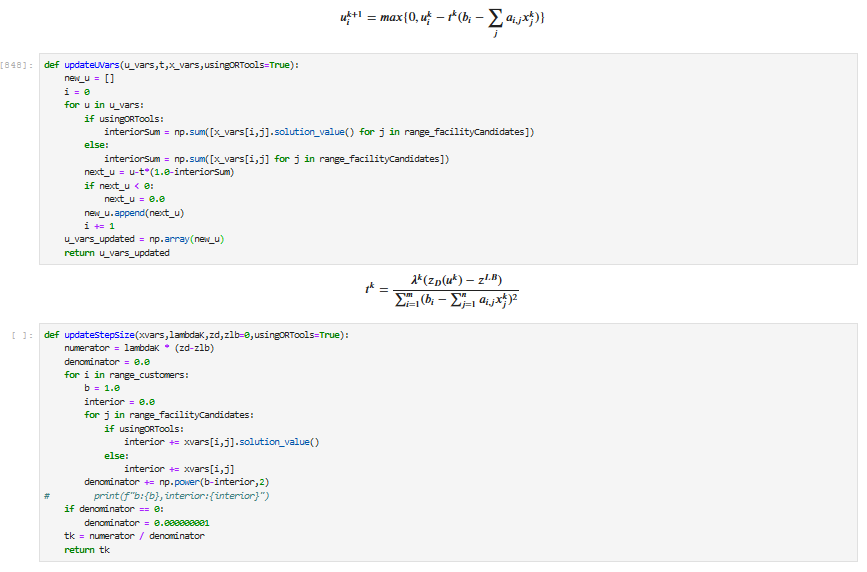 u_i^{k+1} = max{0, u_i^k − t^k(b_i − ∑_j a_{i,j}x_j^k)}
[848]: def updateUVars(u_vars,t,x_vars,usingORTools=True):
new_u = []
i = 0
for u in u_vars:
if usingORTools:
interiorSum = np.sum([x_vars[i,j].solution_value() for j in range_facilityCandidates])
else:
interiorSum = np.sum([x_vars[i,j] for j in range_facilityCandidates])
next_u = u-t*(1.0-interiorSum)
if next_u < 0:
next_u = 0.0
new_u.append(next_u)
i += 1
u_vars_updated = np.array(new_u)
return u_vars_updated
t^k = \frac{λ^k(z_D(u^k) − z^{LB})}{∑_{i=1}^m (b_i − ∑_{j=1}^n a_{i,j}x_j^k)^2}
[ ]: def updateStepSize(xvars,lambdaK,zd,zlb=0,usingORTools=True):
numerator = lambdaK * (zd-zlb)
denominator = 0.0
for i in range_customers:
b = 1.0
interior = 0.0
for j in range_facilityCandidates:
if usingORTools:
interior += xvars[i,j].solution_value()
else:
interior += xvars[i,j]
denominator += np.power(b-interior,2)
# print(f"b:{b},interior:{interior}")
if denominator == 0:
denominator = 0.000000001
tk = numerator / denominator
return tk